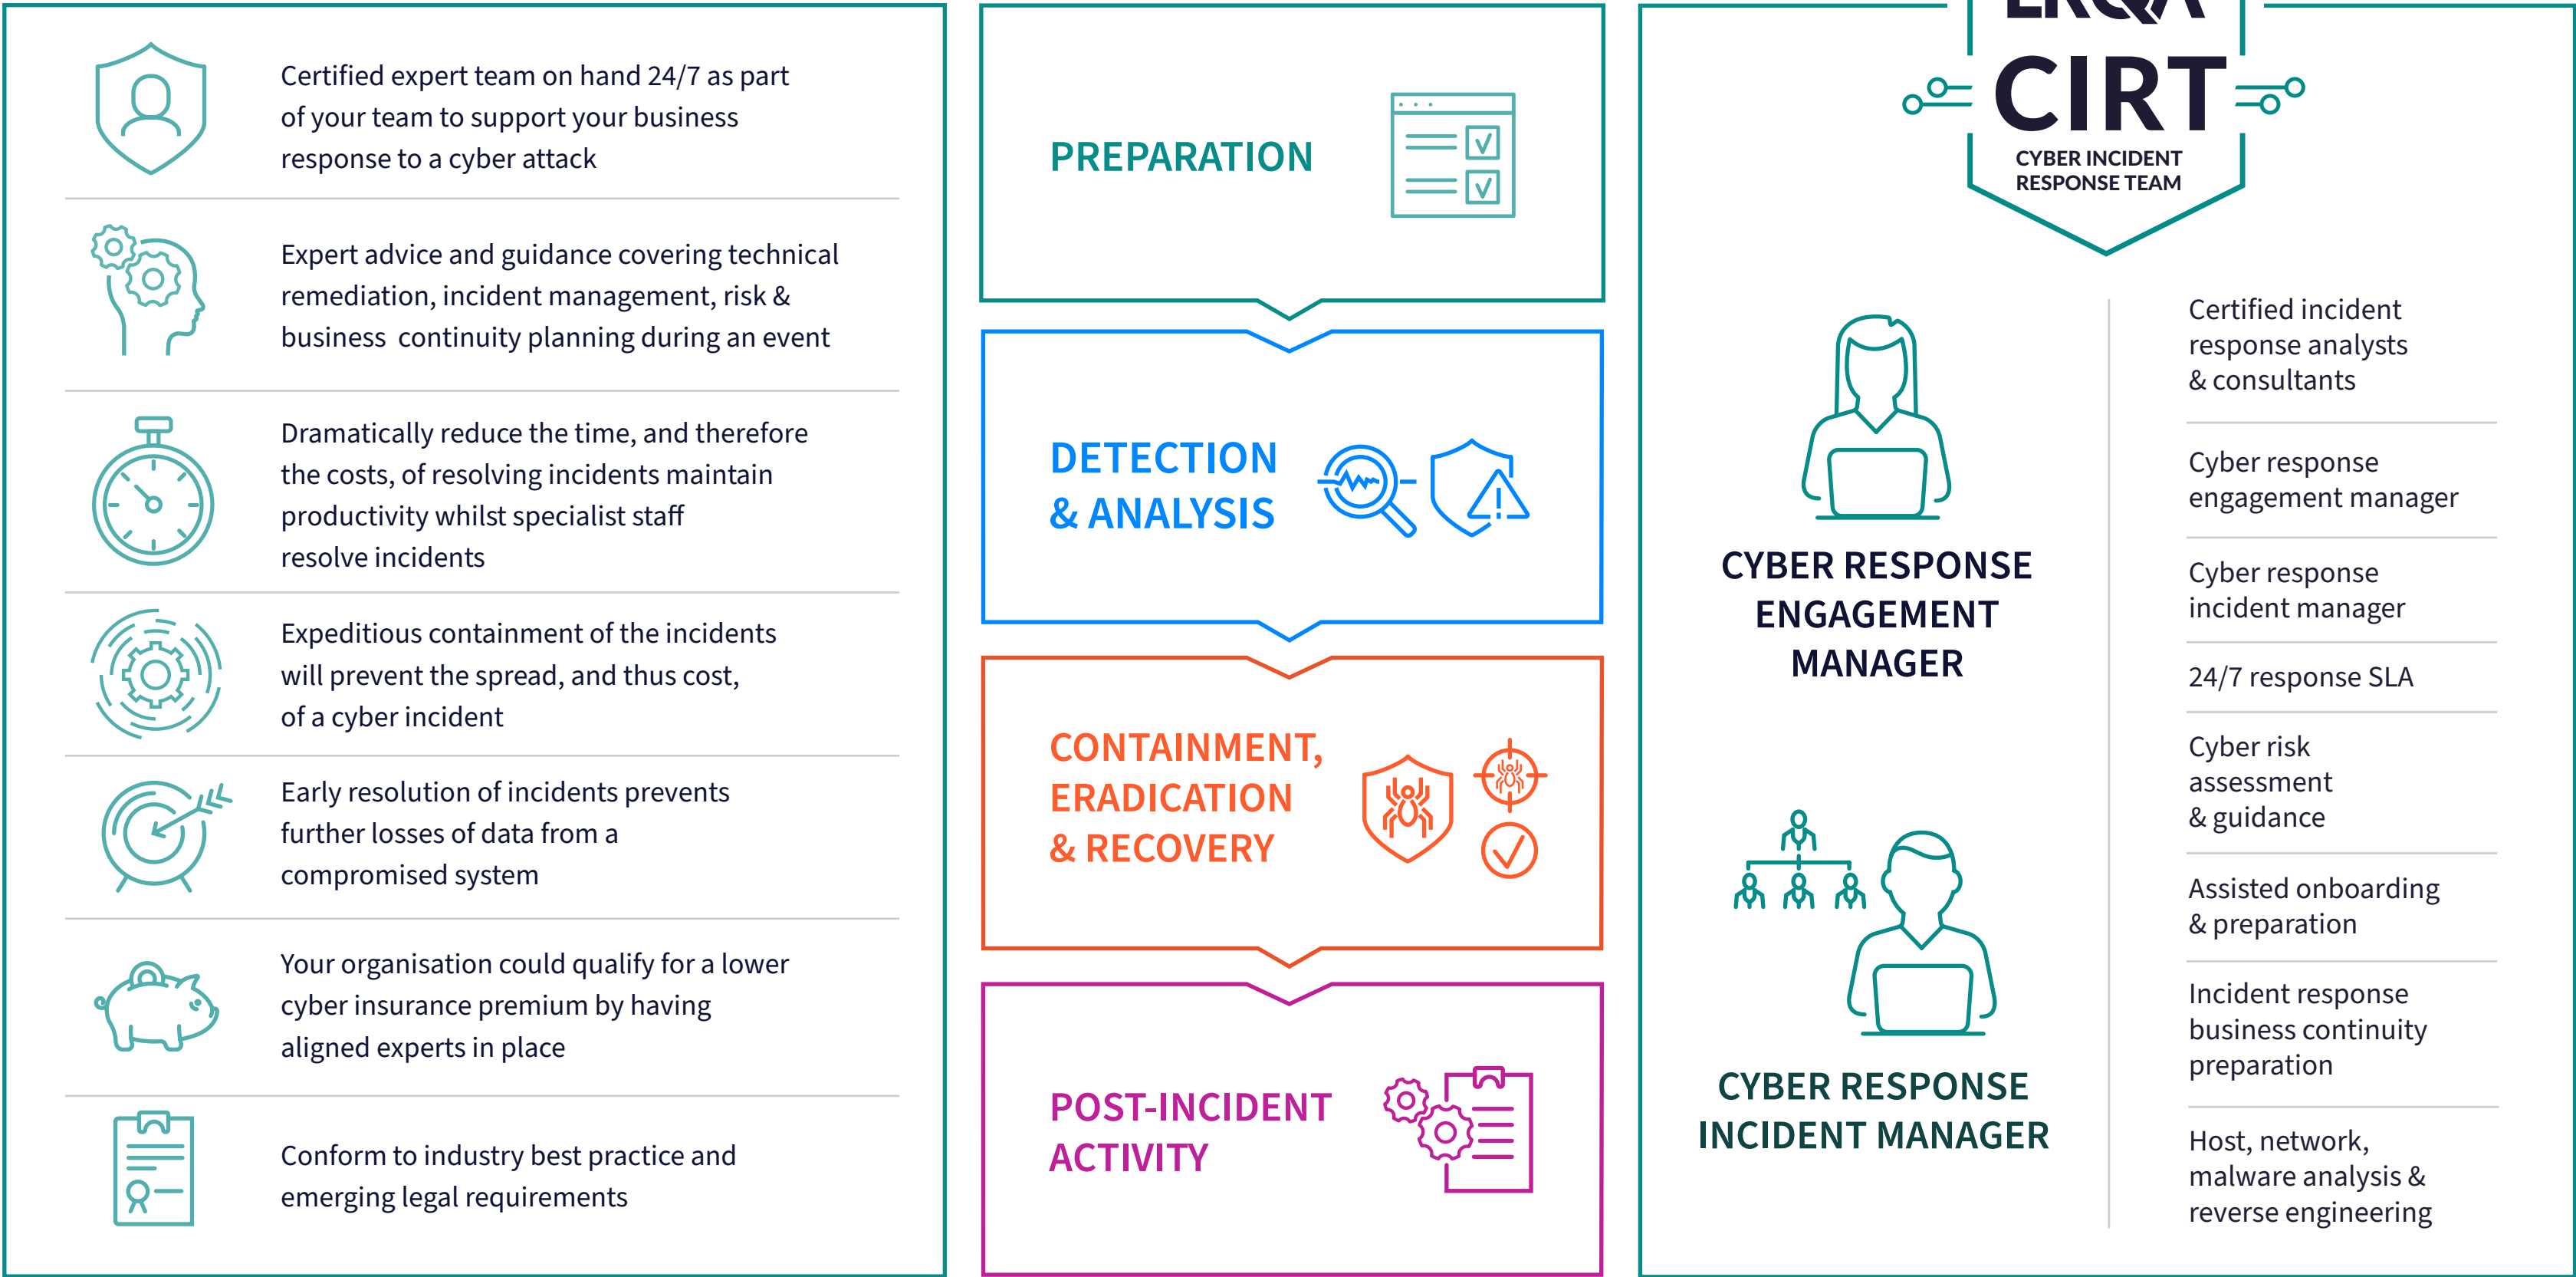 Certified expert team on hand 24/7 as part
of your team to support your business
response to a cyber attack
Expert advice and guidance covering technical
remediation, incident management, risk &
business  continuity planning during an event
Dramatically reduce the time, and therefore
the costs, of resolving incidents maintain
productivity whilst specialist staff
resolve incidents
Expeditious containment of the incidents
will prevent the spread, and thus cost,
of a cyber incident
Early resolution of incidents prevents
further losses of data from a
compromised system
Your organisation could qualify for a lower
cyber insurance premium by having
aligned experts in place
Conform to industry best practice and
emerging legal requirements
PREPARATION
DETECTION
& ANALYSIS
CONTAINMENT,
ERADICATION
& RECOVERY
POST-INCIDENT
ACTIVITY
LRQA
CIRT
CYBER INCIDENT
RESPONSE TEAM
CYBER RESPONSE
ENGAGEMENT
MANAGER
CYBER RESPONSE
INCIDENT MANAGER
Certified incident
response analysts
& consultants
Cyber response
engagement manager
Cyber response
incident manager
24/7 response SLA
Cyber risk
assessment
& guidance
Assisted onboarding
& preparation
Incident response
business continuity
preparation
Host, network,
malware analysis &
reverse engineering